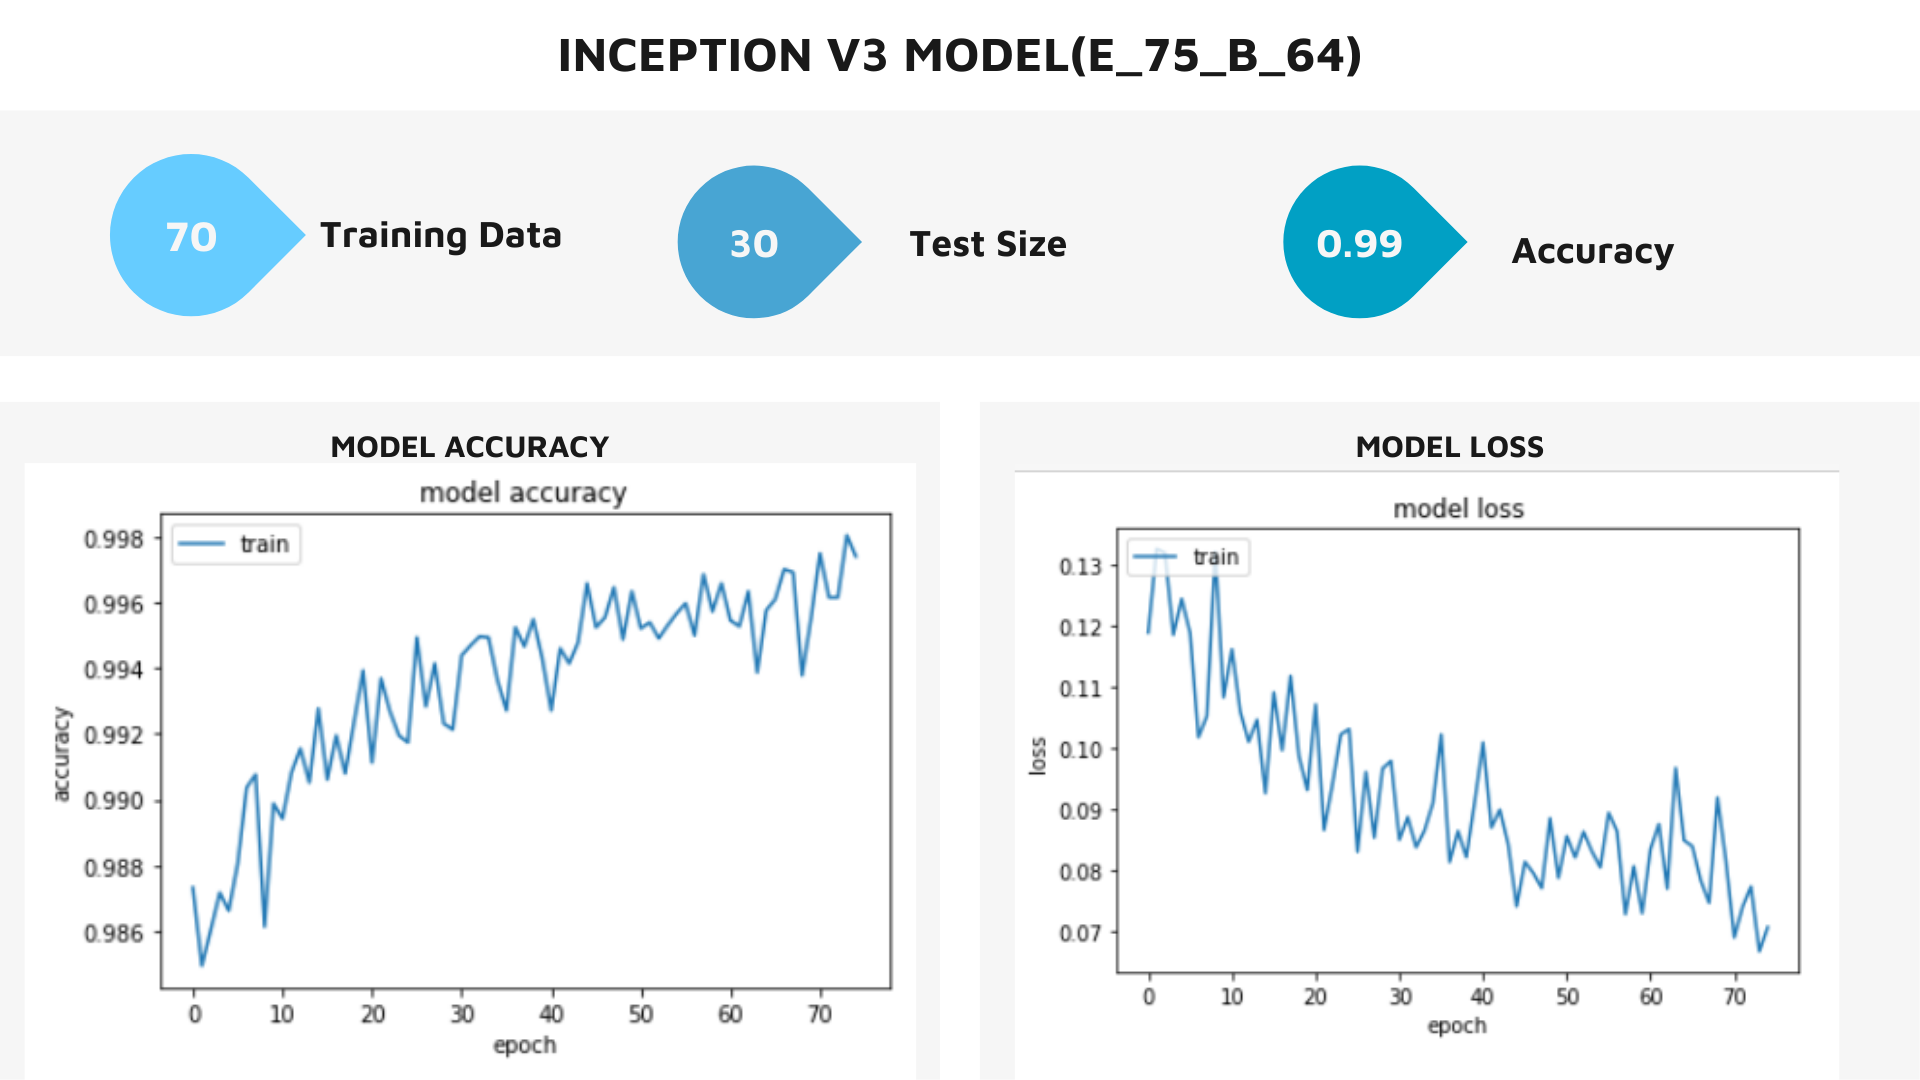 INCEPTION V3 MODEL(E_75_B_64)
70
Training Data
30
Test Size
0.99
Accuracy
MODEL ACCURACY
model accuracy
train
0.998
0.996
0.994
0.992
0.990
0.988
0.986
accuracy
0 10 20 30 40 50 60 70
epoch
MODEL LOSS
model loss
train
0.13
0.12
0.11
0.10
0.09
0.08
0.07
loss
0 10 20 30 40 50 60 70
epoch